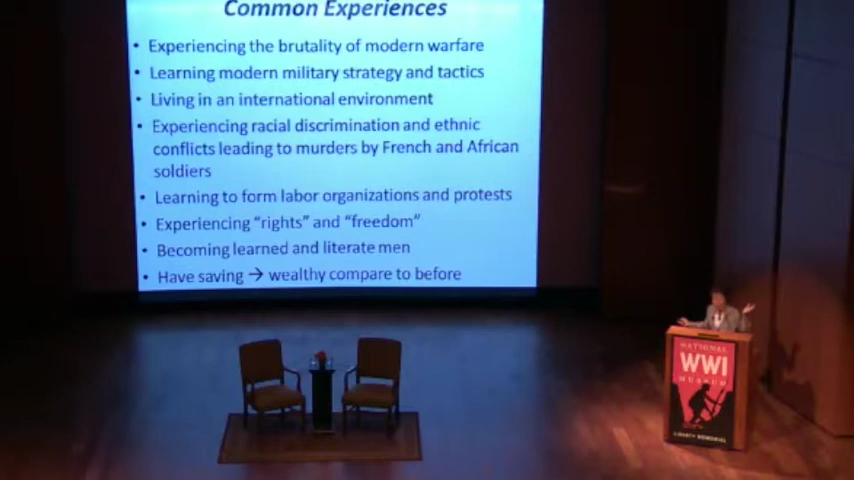 Common Experiences
• Experiencing the brutality of modern warfare
• Learning modern military strategy and tactics
• Living in an international environment
• Experiencing racial discrimination and ethnic
conflicts leading to murders by French and African
soldiers
• Learning to form labor organizations and protests
• Experiencing “rights” and “freedom”
• Becoming learned and literate men
• Have saving → wealthy compare to before
NATIONAL
WWI
MUSEUM
LIBERTY MEMORIAL